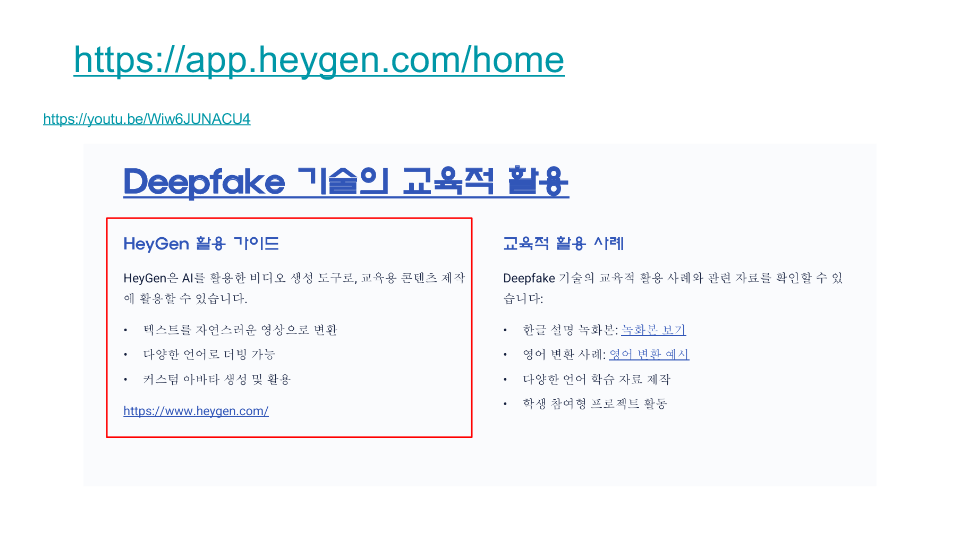 https://app.heygen.com/home
https://youtu.be/Wiw6JUNACU4
Deepfake 기술의 교육적 활용
HeyGen 활용 가이드
HeyGen은 AI를 활용한 비디오 생성 도구로, 교육용 콘텐츠 제작
에 활용할 수 있습니다.
• 텍스트를 자연스러운 영상으로 변환
• 다양한 언어로 더빙 가능
• 커스텀 아바타 생성 및 활용
https://www.heygen.com/
교육적 활용 사례
Deepfake 기술의 교육적 활용 사례와 관련 자료를 확인할 수 있
습니다:
• 한글 설명 녹화본: 녹화본 보기
• 영어 변환 사례: 영어 변환 예시
• 다양한 언어 학습 자료 제작
• 학생 참여형 프로젝트 활동